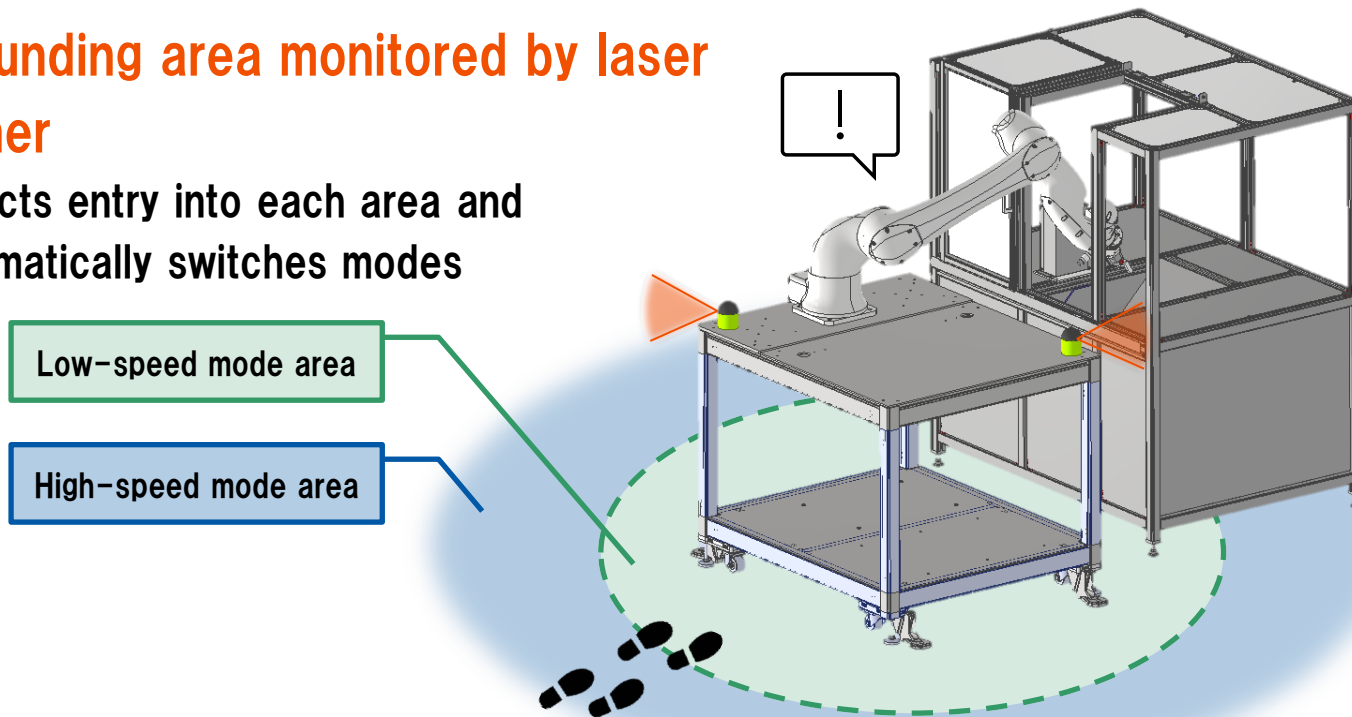 unding area monitored by laser
ner
cts entry into each area and
matically switches modes
!
Low-speed mode area
High-speed mode area